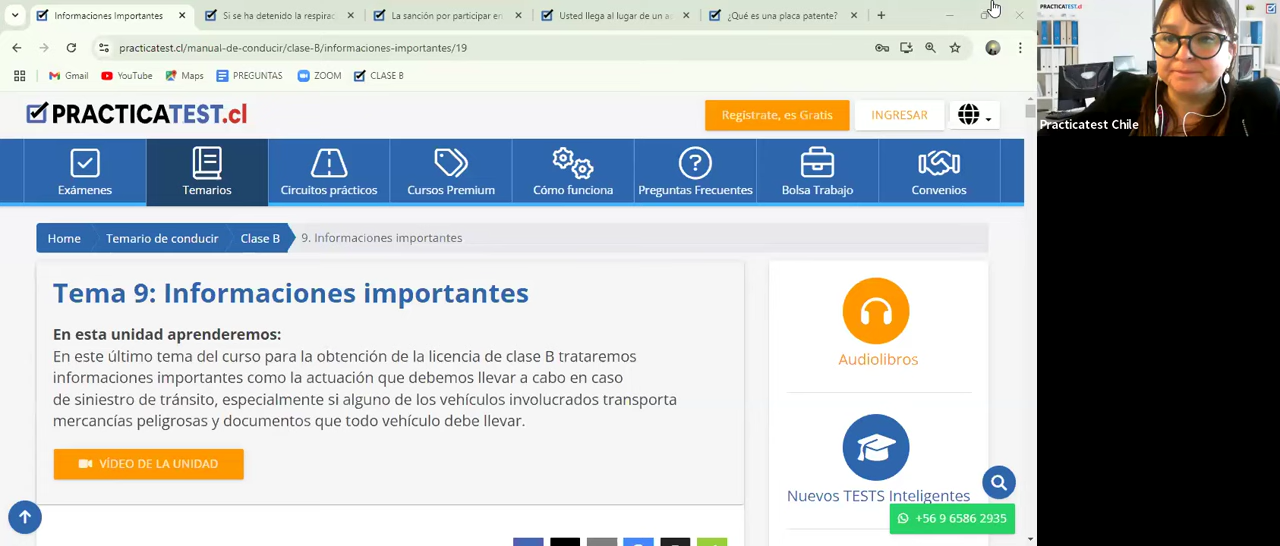 Informaciones Importantes
Si se ha detenido la respirac
La sanción por participar en
Usted llega al lugar de un a
¿Qué es una placa patente?
practicatest.cl/manual-de-conducir/clase-B/informaciones-importantes/19
Gmail
YouTube
Maps
PREGUNTAS
ZOOM
CLASE B
PRACTICATEST.cl
Regístrate, es Gratis
INGRESAR
Exámenes
Temarios
Circuitos prácticos
Cursos Premium
Cómo funciona
Preguntas Frecuentes
Bolsa Trabajo
Convenios
Home
Temario de conducir
Clase B
9. Informaciones importantes
Tema 9: Informaciones importantes
En esta unidad aprenderemos:
En este último tema del curso para la obtención de la licencia de clase B trataremos
informaciones importantes como la actuación que debemos llevar a cabo en caso
de siniestro de tránsito, especialmente si alguno de los vehículos involucrados transporta
mercancías peligrosas y documentos que todo vehículo debe llevar.
VÍDEO DE LA UNIDAD
Audiolibros
Nuevos TESTS Inteligentes
+56 9 6586 2935
PRACTICATEST.cl
Practicatest Chile